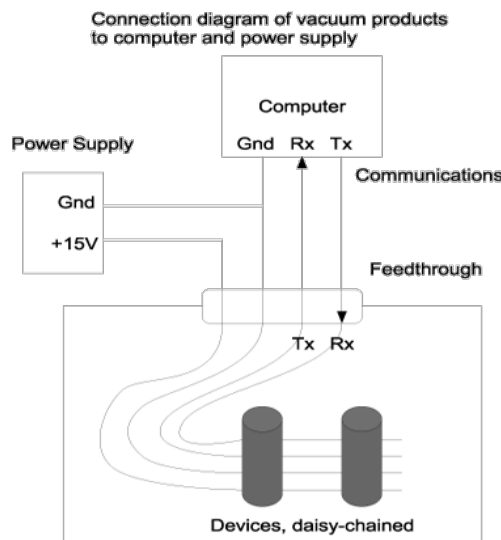 Connection diagram of vacuum products
to computer and power supply
Computer
Gnd Rx Tx
Power Supply
Communications
Gnd
+15V
Feedthrough
Tx Rx
Devices, daisy-chained